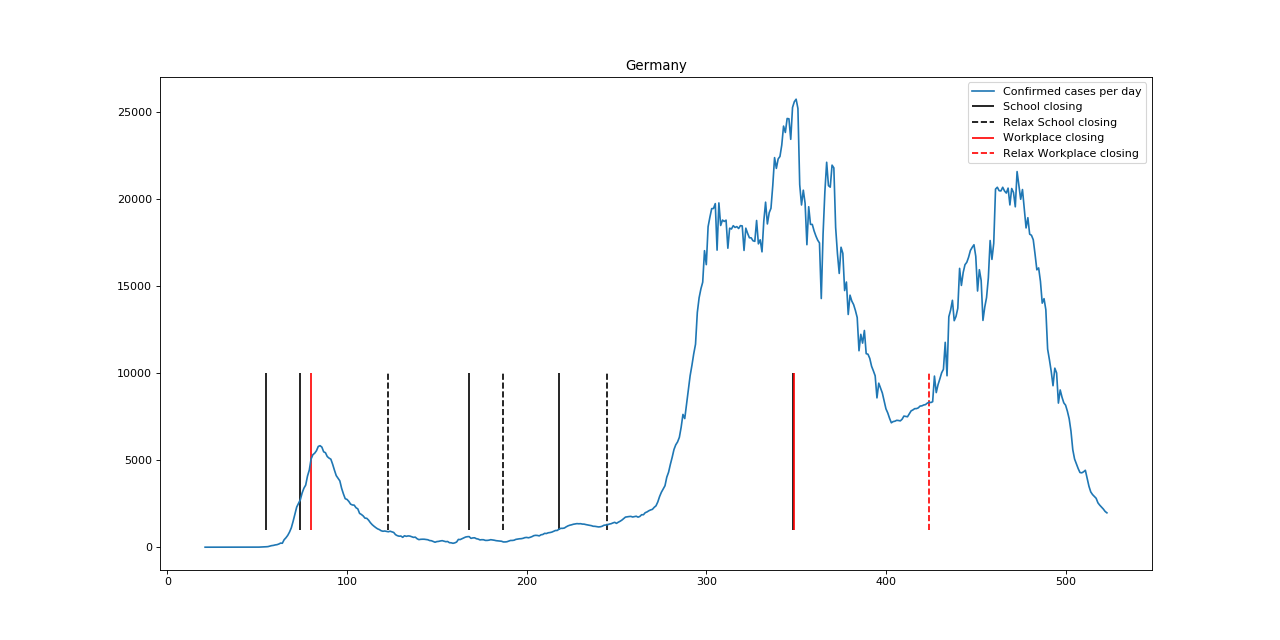 Germany
Confirmed cases per day
School closing
Relax School closing
Workplace closing
Relax Workplace closing
25000
20000
15000
10000
5000
0
0 100 200 300 400 500